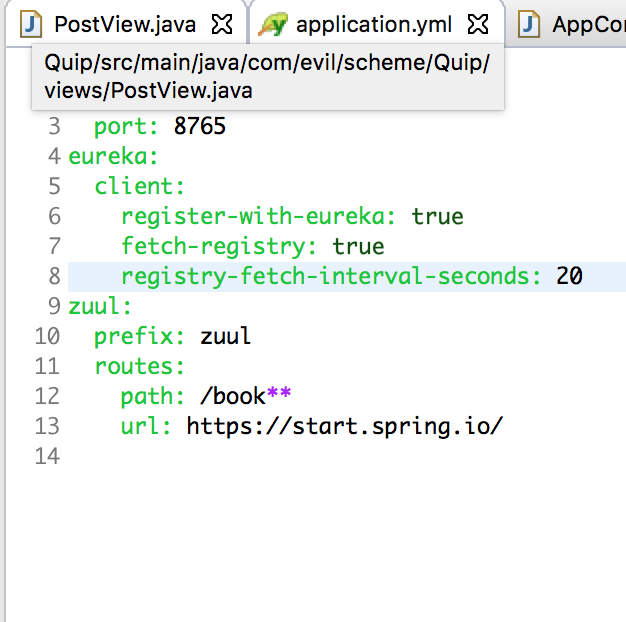 PostView.java application.yml AppCon
Quip/src/main/java/com/evil/scheme/Quip/
views/PostView.java
3 port: 8765
4 eureka:
5 client:
6 register-with-eureka: true
7 fetch-registry: true
8 registry-fetch-interval-seconds: 20
9 zuul:
10 prefix: zuul
11 routes:
12 path: /book**
13 url: https://start.spring.io/
14